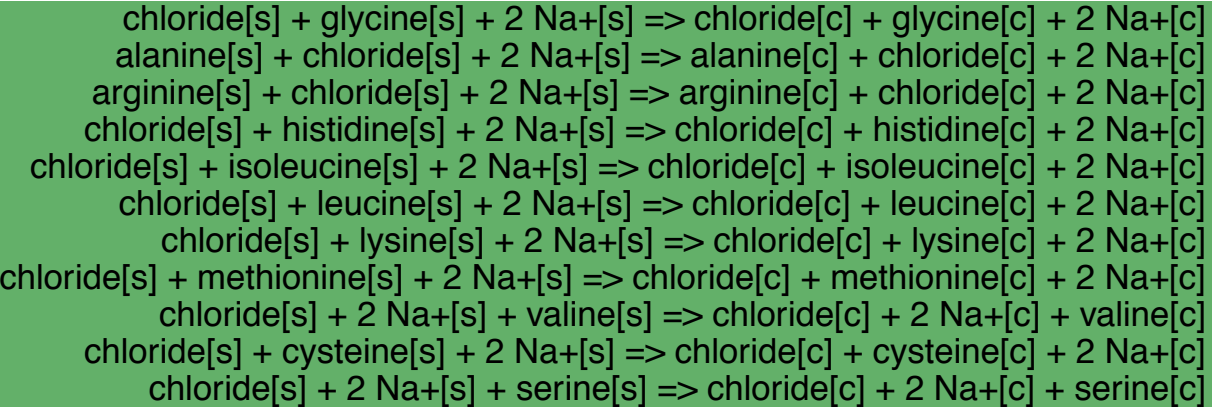 chloride[s] + glycine[s] + 2 Na+[s] => chloride[c] + glycine[c] + 2 Na+[c]
alanine[s] + chloride[s] + 2 Na+[s] => alanine[c] + chloride[c] + 2 Na+[c]
arginine[s] + chloride[s] + 2 Na+[s] => arginine[c] + chloride[c] + 2 Na+[c]
chloride[s] + histidine[s] + 2 Na+[s] => chloride[c] + histidine[c] + 2 Na+[c]
chloride[s] + isoleucine[s] + 2 Na+[s] => chloride[c] + isoleucine[c] + 2 Na+[c]
chloride[s] + leucine[s] + 2 Na+[s] => chloride[c] + leucine[c] + 2 Na+[c]
chloride[s] + lysine[s] + 2 Na+[s] => chloride[c] + lysine[c] + 2 Na+[c]
chloride[s] + methionine[s] + 2 Na+[s] => chloride[c] + methionine[c] + 2 Na+[c]
chloride[s] + 2 Na+[s] + valine[s] => chloride[c] + 2 Na+[c] + valine[c]
chloride[s] + cysteine[s] + 2 Na+[s] => chloride[c] + cysteine[c] + 2 Na+[c]
chloride[s] + 2 Na+[s] + serine[s] => chloride[c] + 2 Na+[c] + serine[c]